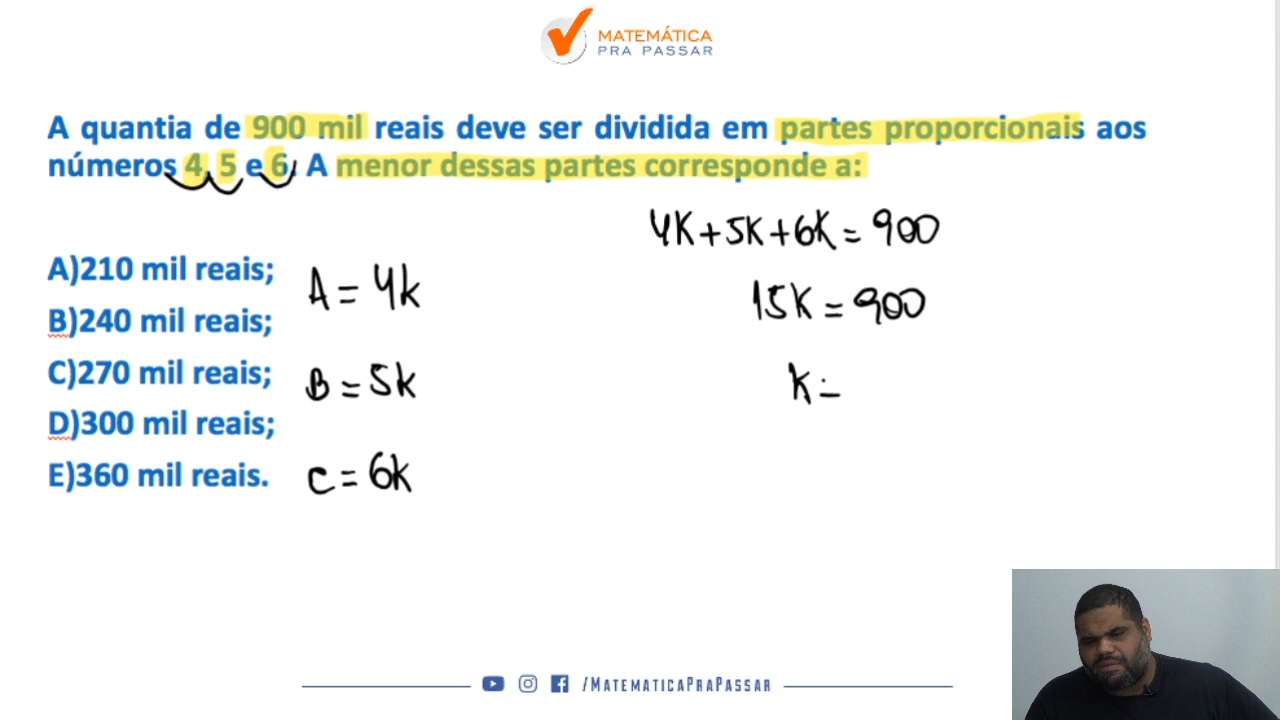 MATEMÁTICA
PRA PASSAR
A quantia de 900 mil reais deve ser dividida em partes proporcionais aos
números 4, 5 e 6. A menor dessas partes corresponde a:
4K+5K+6K=900
A)210 mil reais;
A=4k
15K=900
B)240 mil reais;
C)270 mil reais;
B=5k
K=
D)300 mil reais;
E)360 mil reais.
C=6k
/MATEMATICAPRAPASSAR